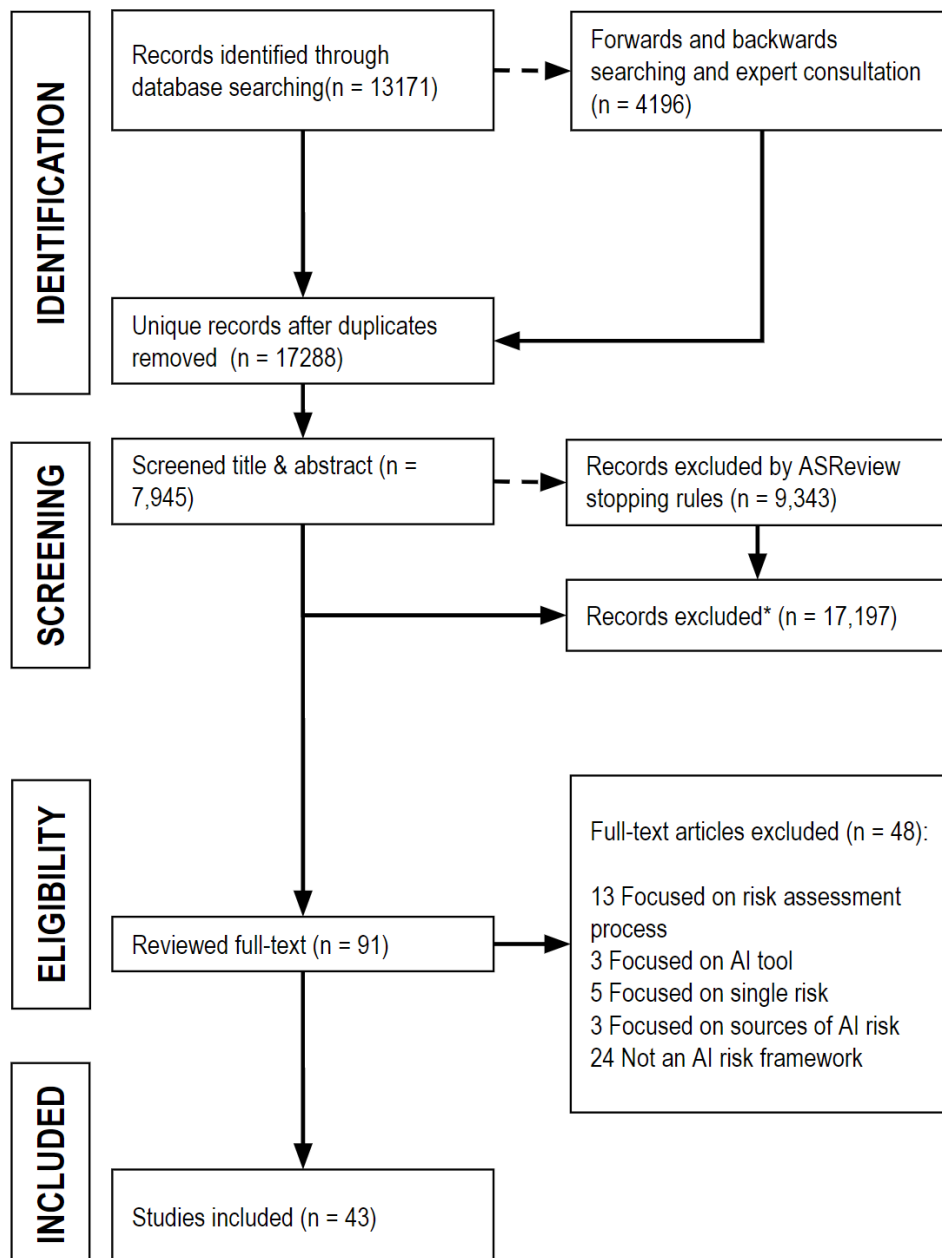 IDENTIFICATION
Records identified through
database searching(n = 13171)
Forwards and backwards
searching and expert consultation
(n = 4196)
Unique records after duplicates
removed (n = 17288)
SCREENING
Screened title & abstract (n =
7,945)
Records excluded by ASReview
stopping rules (n = 9,343)
Records excluded* (n = 17,197)
ELIGIBILITY
Reviewed full-text (n = 91)
Full-text articles excluded (n = 48):
13 Focused on risk assessment
process
3 Focused on AI tool
5 Focused on single risk
3 Focused on sources of AI risk
24 Not an AI risk framework
INCLUDED
Studies included (n = 43)